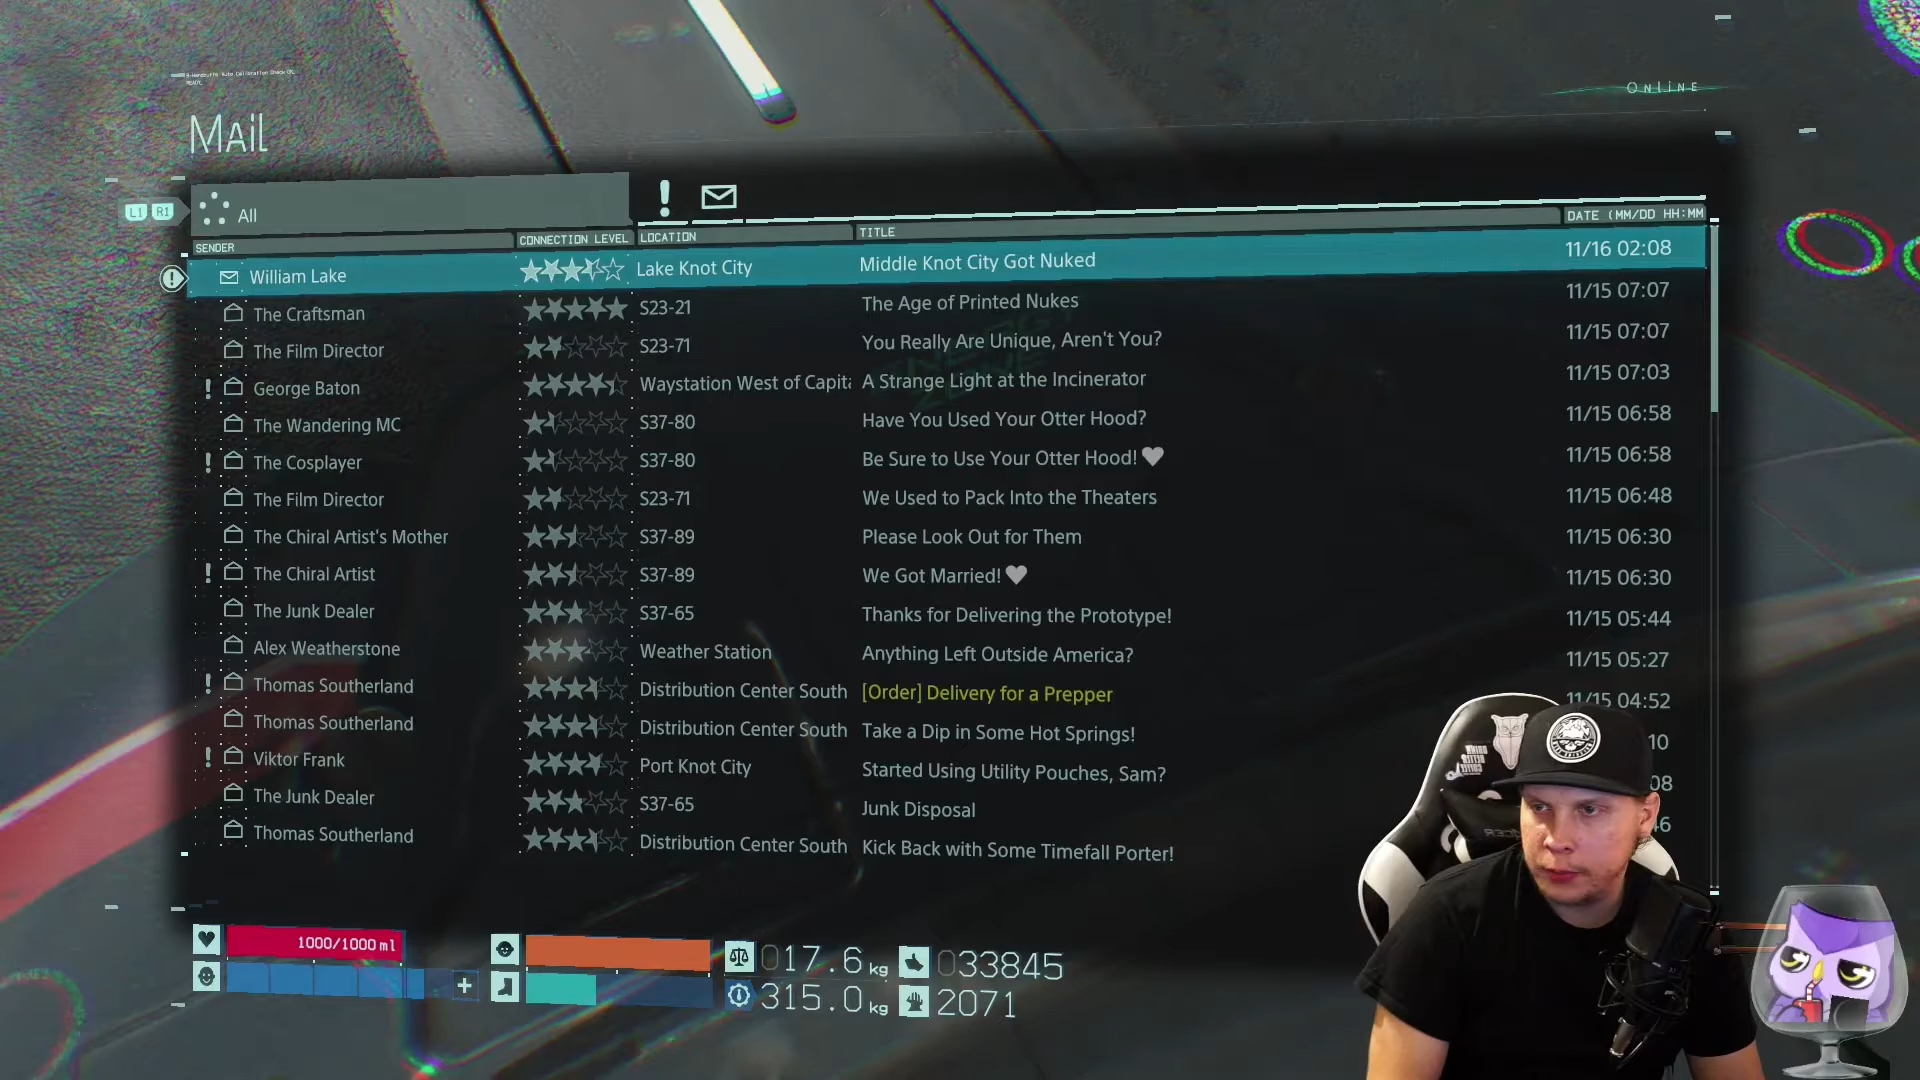 R-Handcuffs Auto Calibration Check OK.
READY.
ONLINE
MAIL
L1 R1
All
SENDER CONNECTION LEVEL LOCATION TITLE DATE (MM/DD HH:MM
William Lake Lake Knot City Middle Knot City Got Nuked 11/16 02:08
The Craftsman S23-21 The Age of Printed Nukes 11/15 07:07
The Film Director S23-71 You Really Are Unique, Aren't You? 11/15 07:07
! George Baton Waystation West of Capita A Strange Light at the Incinerator 11/15 07:03
The Wandering MC S37-80 Have You Used Your Otter Hood? 11/15 06:58
! The Cosplayer S37-80 Be Sure to Use Your Otter Hood! ♥ 11/15 06:58
The Film Director S23-71 We Used to Pack Into the Theaters 11/15 06:48
The Chiral Artist's Mother S37-89 Please Look Out for Them 11/15 06:30
! The Chiral Artist S37-89 We Got Married! ♥ 11/15 06:30
The Junk Dealer S37-65 Thanks for Delivering the Prototype! 11/15 05:44
Alex Weatherstone Weather Station Anything Left Outside America? 11/15 05:27
! Thomas Southerland Distribution Center South [Order] Delivery for a Prepper 11/15 04:52
Thomas Southerland Distribution Center South Take a Dip in Some Hot Springs! 10
! Viktor Frank Port Knot City Started Using Utility Pouches, Sam? 08
The Junk Dealer S37-65 Junk Disposal 46
Thomas Southerland Distribution Center South Kick Back with Some Timefall Porter!
1000/1000 ml
017.6 kg 033845
315.0 kg 2071